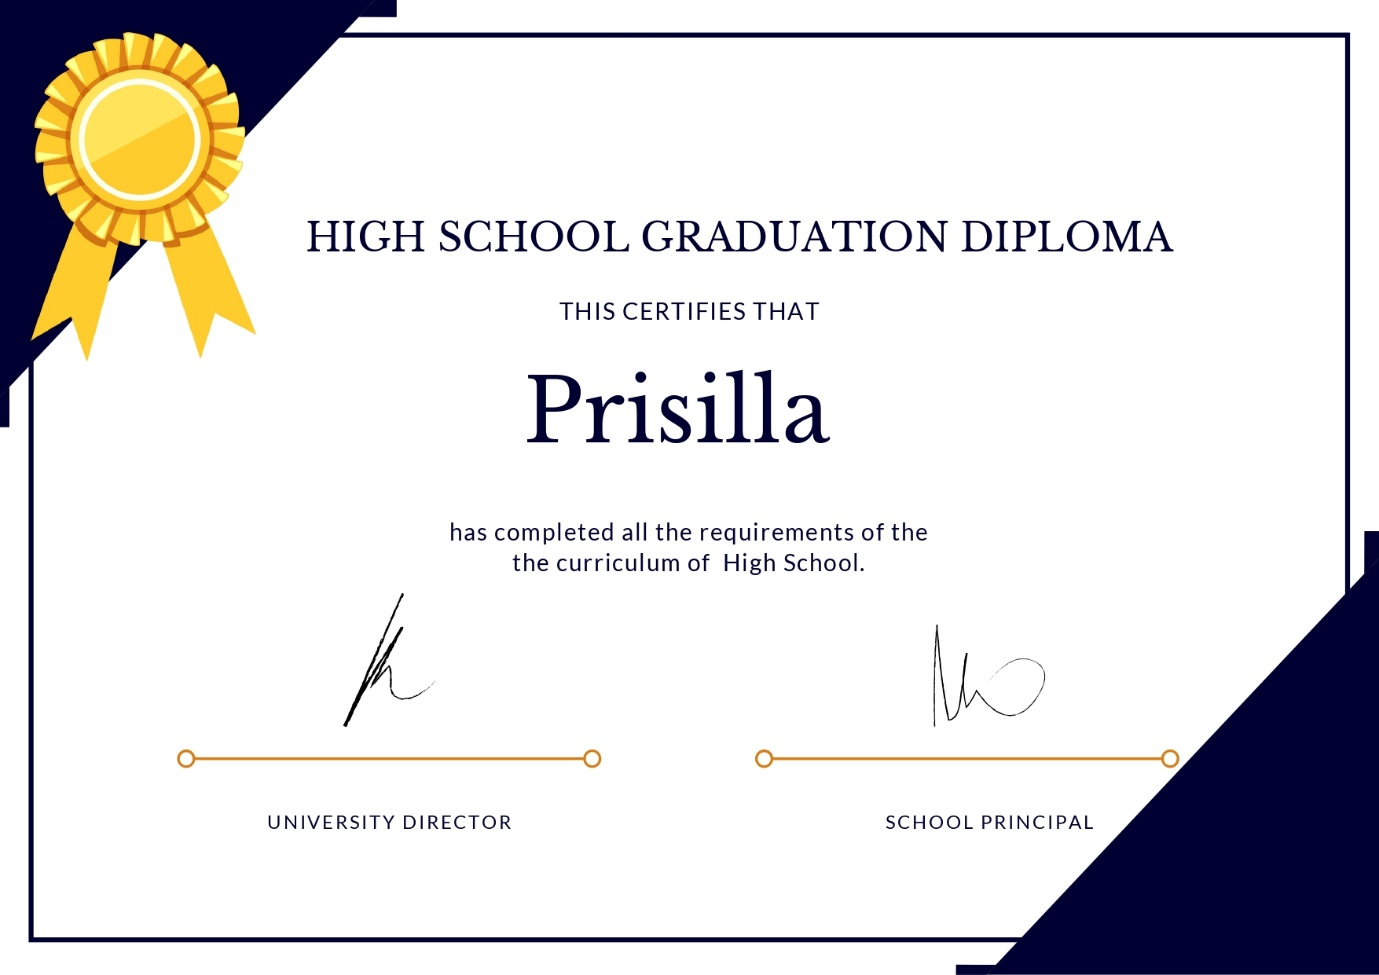 HIGH SCHOOL GRADUATION DIPLOMA
THIS CERTIFIES THAT
Prisilla
has completed all the requirements of the
the curriculum of High School.
UNIVERSITY DIRECTOR
SCHOOL PRINCIPAL